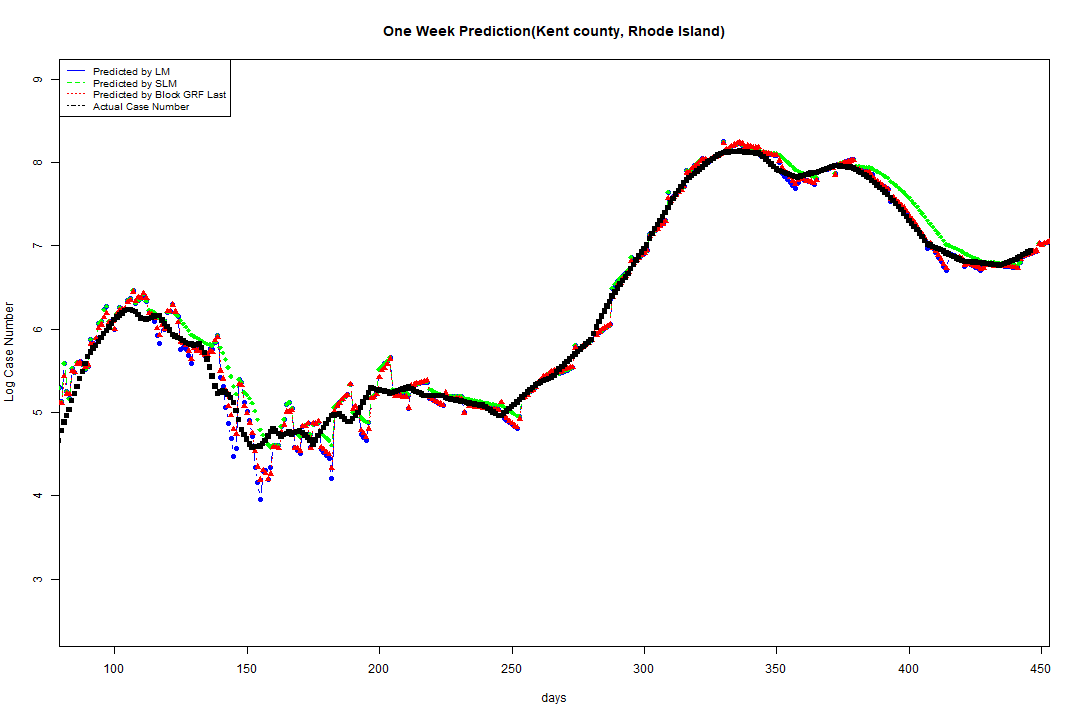 One Week Prediction(Kent county, Rhode Island)
Predicted by LM
Predicted by SLM
Predicted by Block GRF Last
Actual Case Number
9
8
7
6
5
4
3
Log Case Number
100 150 200 250 300 350 400 450
days